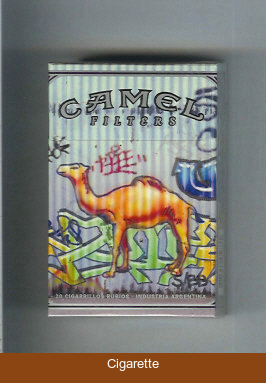 CAMEL
FILTERS
20 CIGARRILLOS RUBIOS - INDUSTRIA ARGENTINA
Cigarette